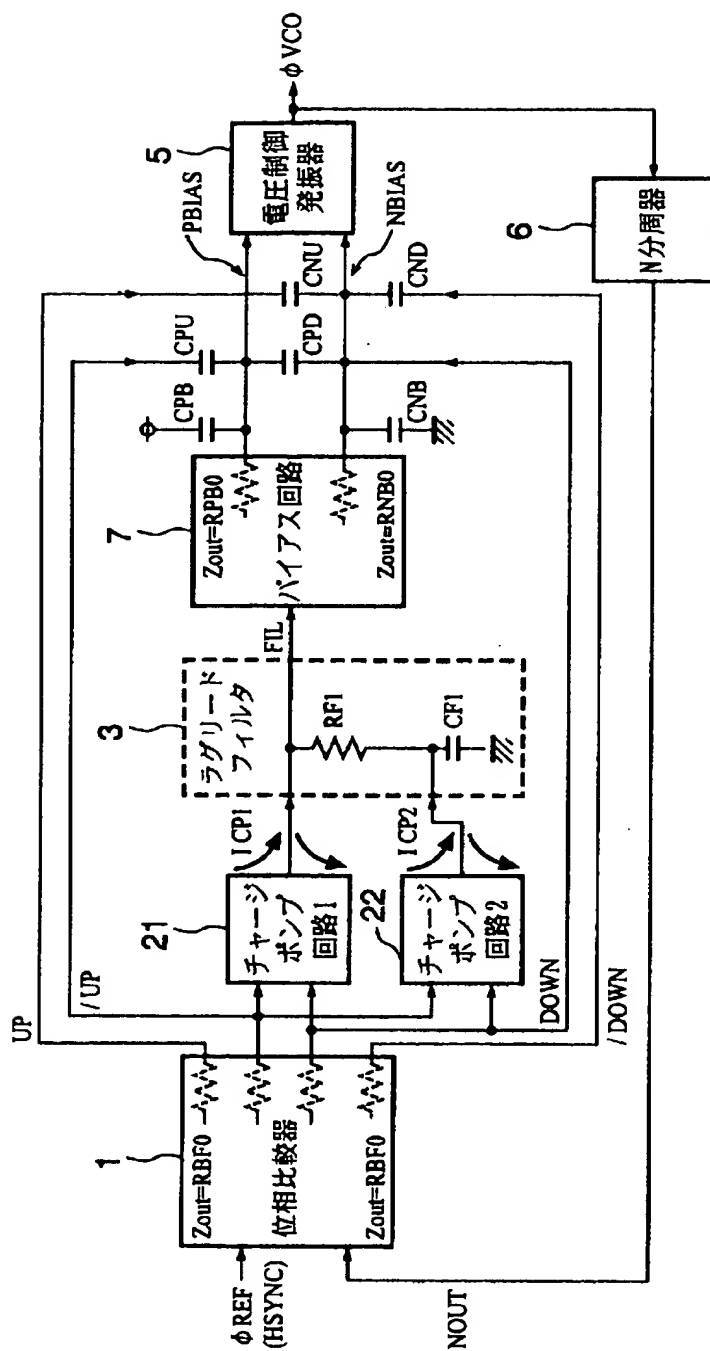 φREF
(HSYNC)
NOUT
1
Zout=RBF0
位相比較器
Zout=RBF0
UP
/UP
DOWN
/DOWN
21
チャージ
ポンプ
回路1
22
チャージ
ポンプ
回路2
ICP1
ICP2
3
ラグリード
フィルタ
RF1
CF1
FIL
7
Zout=RPB0
バイアス回路
Zout=RNB0
CPB
CNB
CPU
CPD
CNU
CND
PBIAS
NBIAS
5
電圧制御
発振器
φVCO
6
N分周器